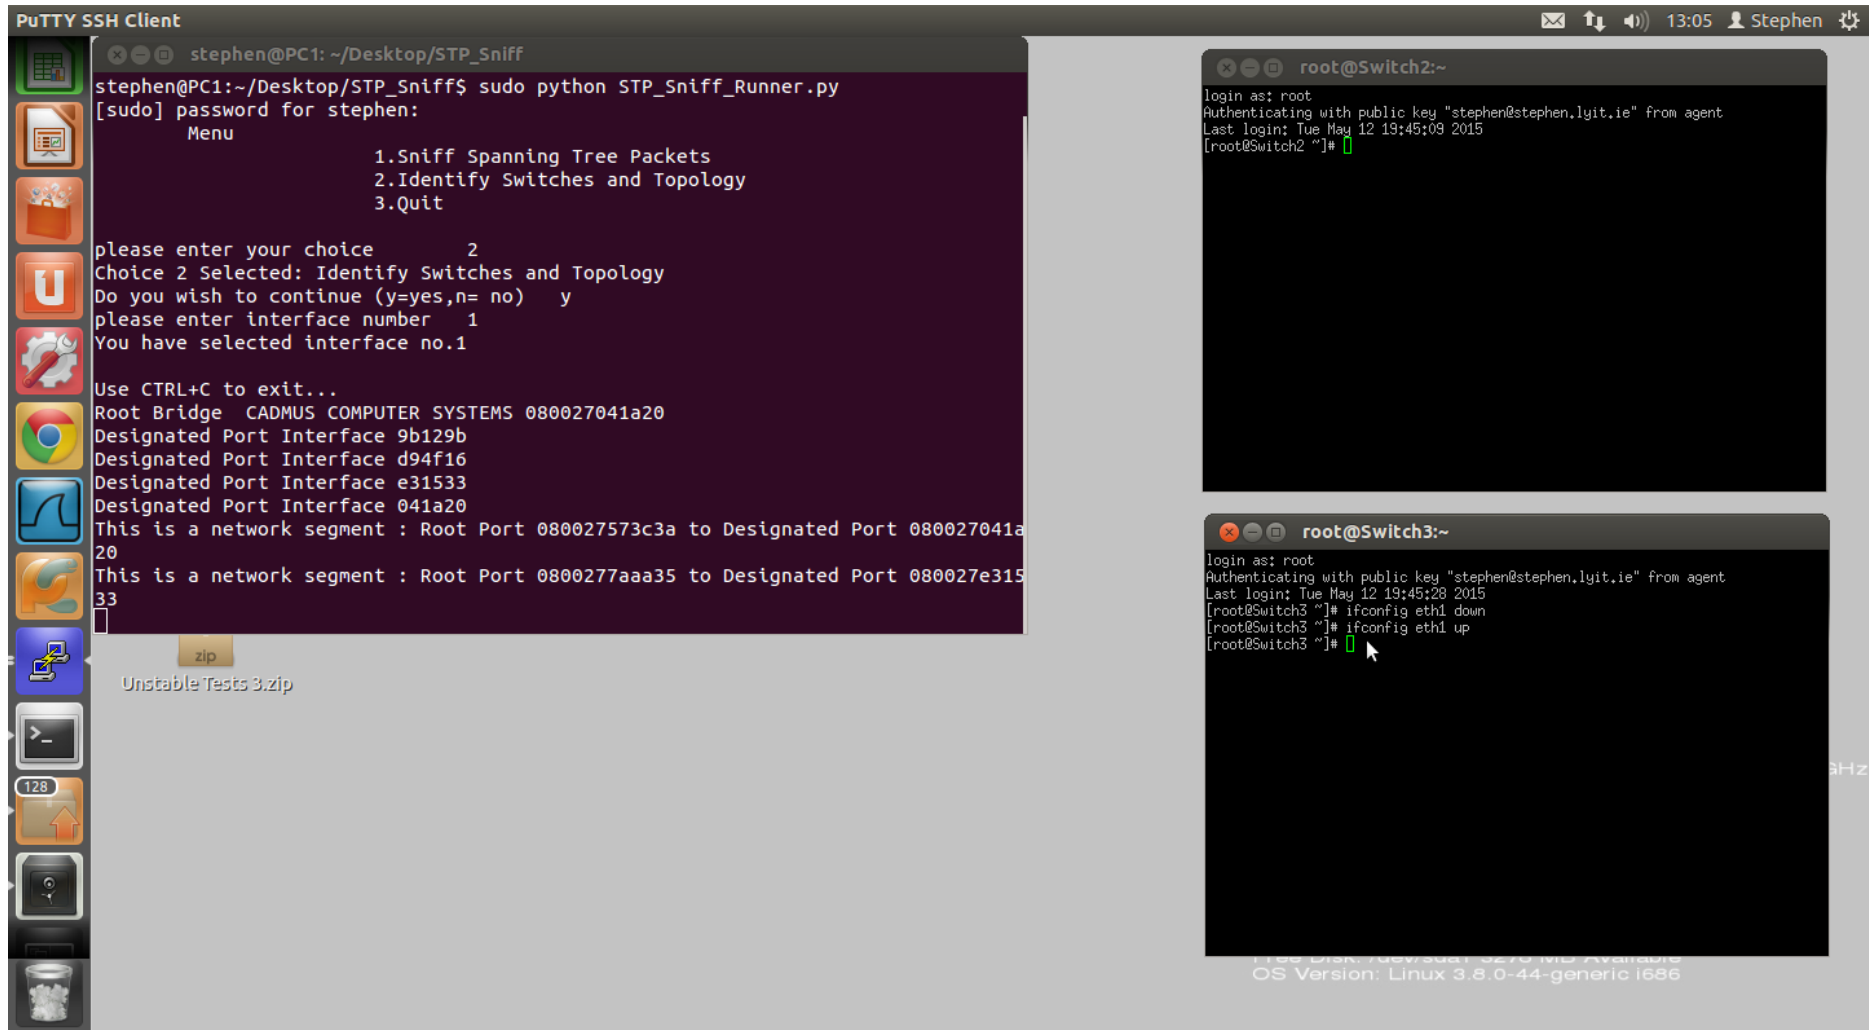 PuTTY SSH Client
13:05 Stephen
stephen@PC1: ~/Desktop/STP_Sniff
stephen@PC1:~/Desktop/STP_Sniff$ sudo python STP_Sniff_Runner.py
[sudo] password for stephen:
Menu
1.Sniff Spanning Tree Packets
2.Identify Switches and Topology
3.Quit
please enter your choice 2
Choice 2 Selected: Identify Switches and Topology
Do you wish to continue (y=yes,n= no) y
please enter interface number 1
You have selected interface no.1
Use CTRL+C to exit...
Root Bridge CADMUS COMPUTER SYSTEMS 080027041a20
Designated Port Interface 9b129b
Designated Port Interface d94f16
Designated Port Interface e31533
Designated Port Interface 041a20
This is a network segment : Root Port 080027573c3a to Designated Port 080027041a
20
This is a network segment : Root Port 0800277aaa35 to Designated Port 080027e315
33
zip
Unstable Tests 3.zip
128
root@Switch2:~
login as: root
Authenticating with public key "stephen@stephen.lyit.ie" from agent
Last login: Tue May 12 19:45:09 2015
[root@Switch2 ~]#
root@Switch3:~
login as: root
Authenticating with public key "stephen@stephen.lyit.ie" from agent
Last login: Tue May 12 19:45:28 2015
[root@Switch3 ~]# ifconfig eth1 down
[root@Switch3 ~]# ifconfig eth1 up
[root@Switch3 ~]#
GHz
OS Version: Linux 3.8.0-44-generic i686